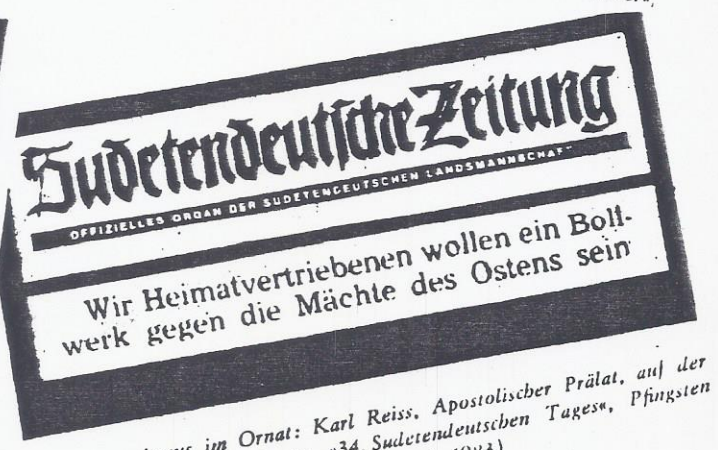 Sudetendeutsche Zeitung
OFFIZIELLES ORGAN DER SUDETENDEUTSCHEN LANDSMANNSCHAFT
Wir Heimatvertriebenen wollen ein Boll-
werk gegen die Mächte des Ostens sein
im Ornat: Karl Reiss, Apostolischer Prälat, auf der
»34. Sudetendeutschen Tages«, Pfingsten